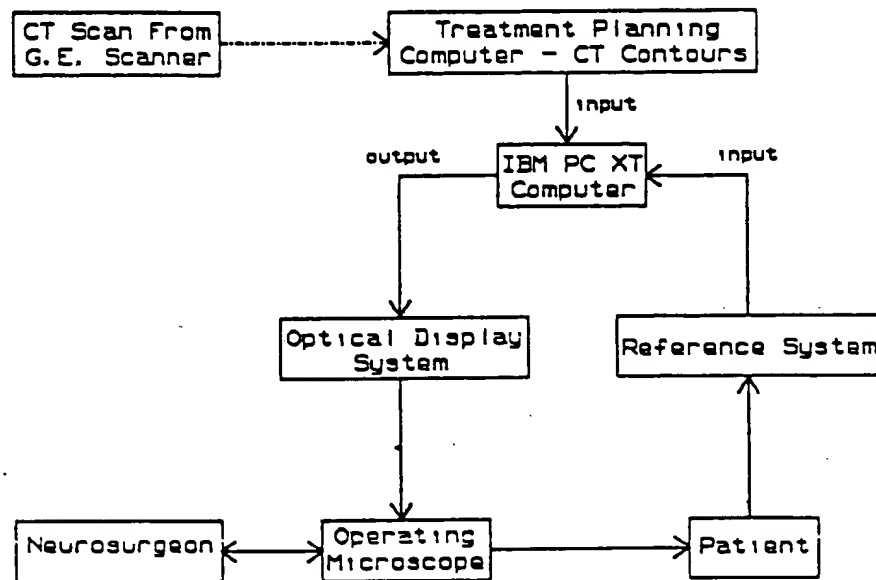 CT Scan From
G.E. Scanner
Treatment Planning
Computer - CT Contours
input
output
IBM PC XT
Computer
input
Optical Display
System
Reference System
Neurosurgeon
Operating
Microscope
Patient